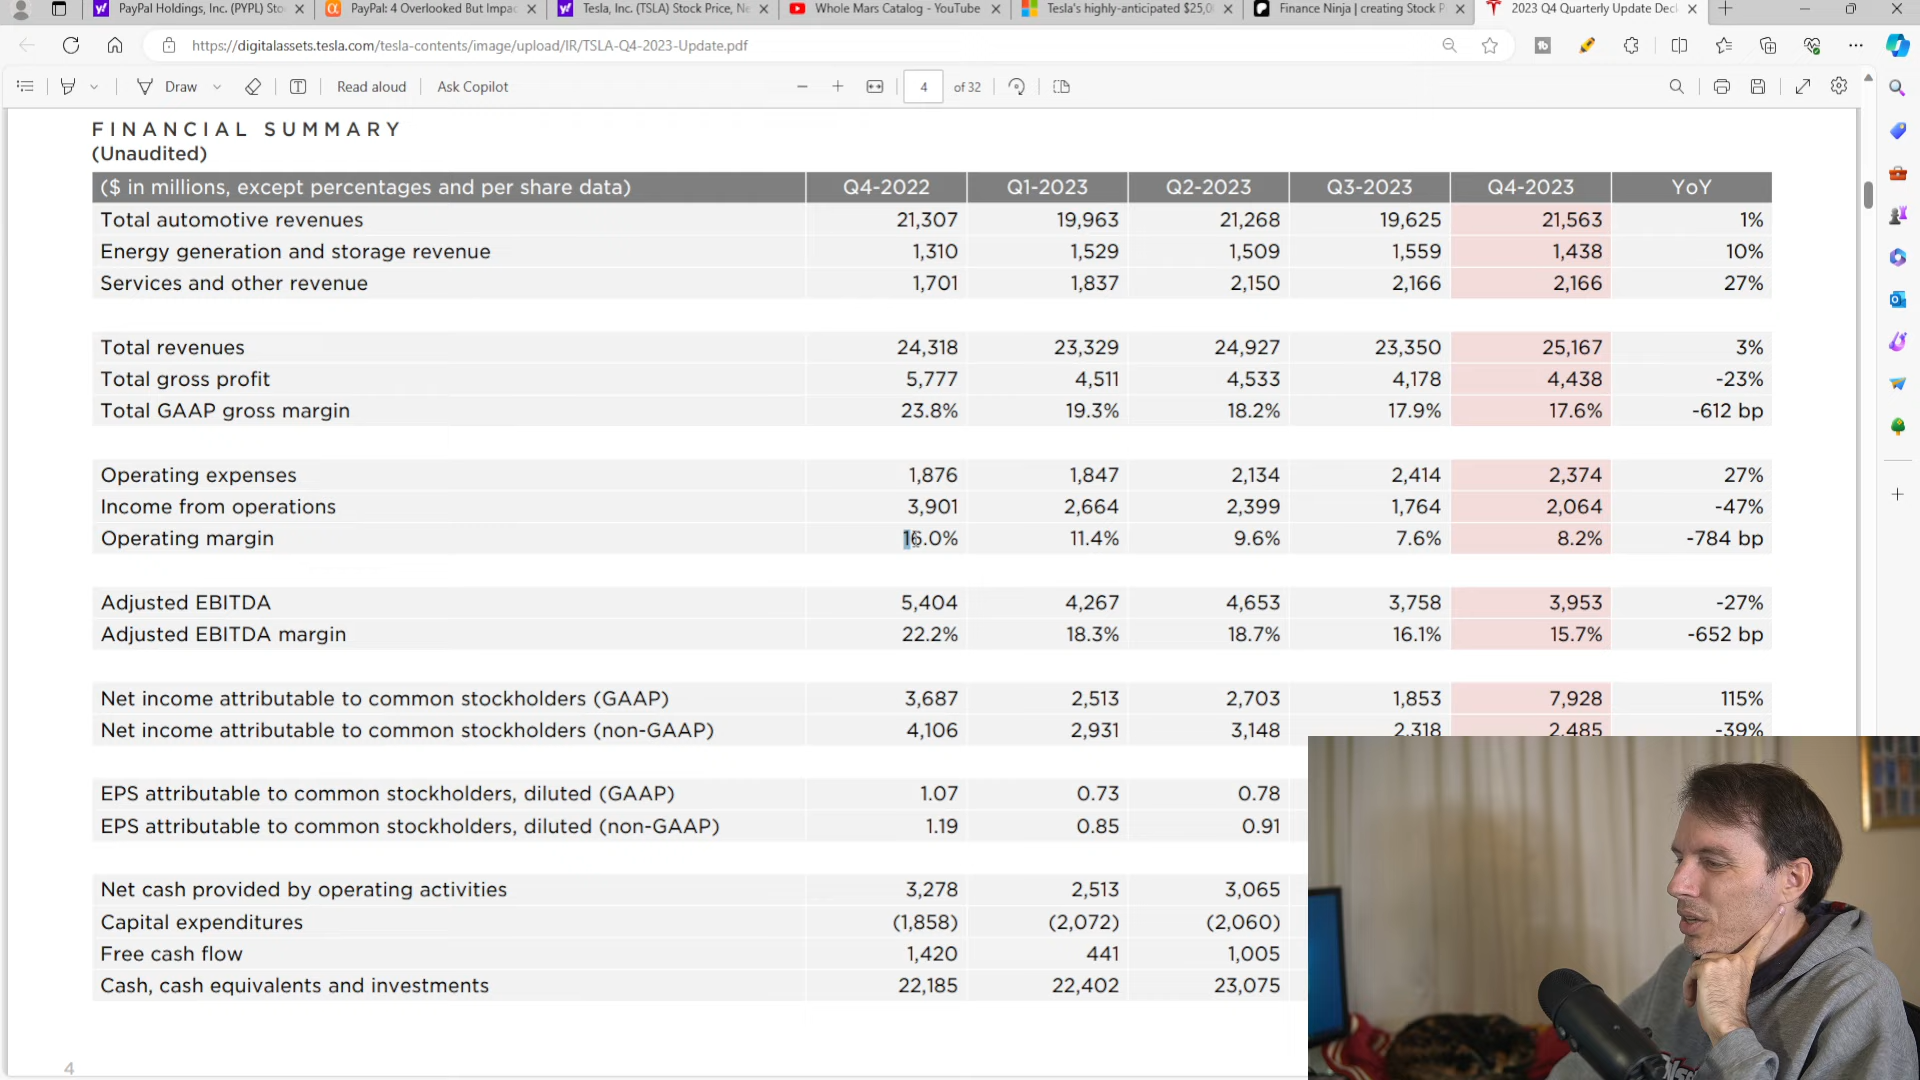 PayPal Holdings, Inc. (PYPL) Sto
PayPal: 4 Overlooked But Impac
Tesla, Inc. (TSLA) Stock Price, Ne
Whole Mars Catalog - YouTube
Tesla's highly-anticipated $25,0
Finance Ninja | creating Stock P
2023 Q4 Quarterly Update Deck
https://digitalassets.tesla.com/tesla-contents/image/upload/IR/TSLA-Q4-2023-Update.pdf
Draw Read aloud Ask Copilot 4 of 32
FINANCIAL SUMMARY
(Unaudited)
($ in millions, except percentages and per share data) Q4-2022 Q1-2023 Q2-2023 Q3-2023 Q4-2023 YoY
Total automotive revenues 21,307 19,963 21,268 19,625 21,563 1%
Energy generation and storage revenue 1,310 1,529 1,509 1,559 1,438 10%
Services and other revenue 1,701 1,837 2,150 2,166 2,166 27%
Total revenues 24,318 23,329 24,927 23,350 25,167 3%
Total gross profit 5,777 4,511 4,533 4,178 4,438 -23%
Total GAAP gross margin 23.8% 19.3% 18.2% 17.9% 17.6% -612 bp
Operating expenses 1,876 1,847 2,134 2,414 2,374 27%
Income from operations 3,901 2,664 2,399 1,764 2,064 -47%
Operating margin 16.0% 11.4% 9.6% 7.6% 8.2% -784 bp
Adjusted EBITDA 5,404 4,267 4,653 3,758 3,953 -27%
Adjusted EBITDA margin 22.2% 18.3% 18.7% 16.1% 15.7% -652 bp
Net income attributable to common stockholders (GAAP) 3,687 2,513 2,703 1,853 7,928 115%
Net income attributable to common stockholders (non-GAAP) 4,106 2,931 3,148 2,318 2,485 -39%
EPS attributable to common stockholders, diluted (GAAP) 1.07 0.73 0.78
EPS attributable to common stockholders, diluted (non-GAAP) 1.19 0.85 0.91
Net cash provided by operating activities 3,278 2,513 3,065
Capital expenditures (1,858) (2,072) (2,060)
Free cash flow 1,420 441 1,005
Cash, cash equivalents and investments 22,185 22,402 23,075
4